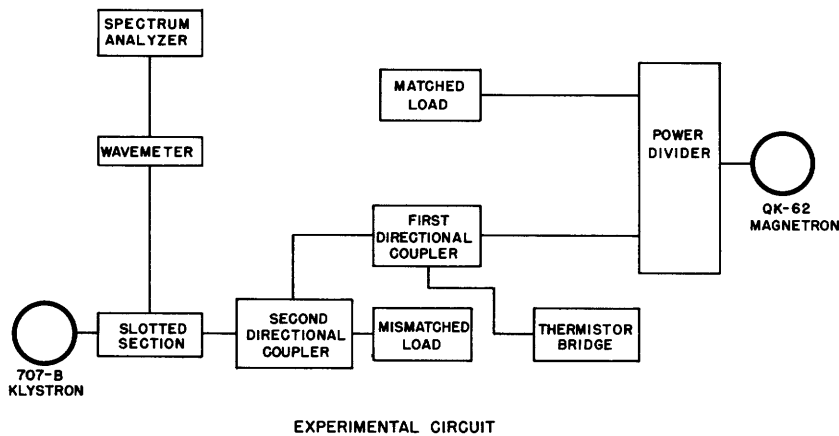 SPECTRUM
ANALYZER
MATCHED
LOAD
POWER
DIVIDER
WAVEMETER
QK-62
MAGNETRON
FIRST
DIRECTIONAL
COUPLER
SLOTTED
SECTION
SECOND
DIRECTIONAL
COUPLER
MISMATCHED
LOAD
THERMISTOR
BRIDGE
707-B
KLYSTRON
EXPERIMENTAL CIRCUIT